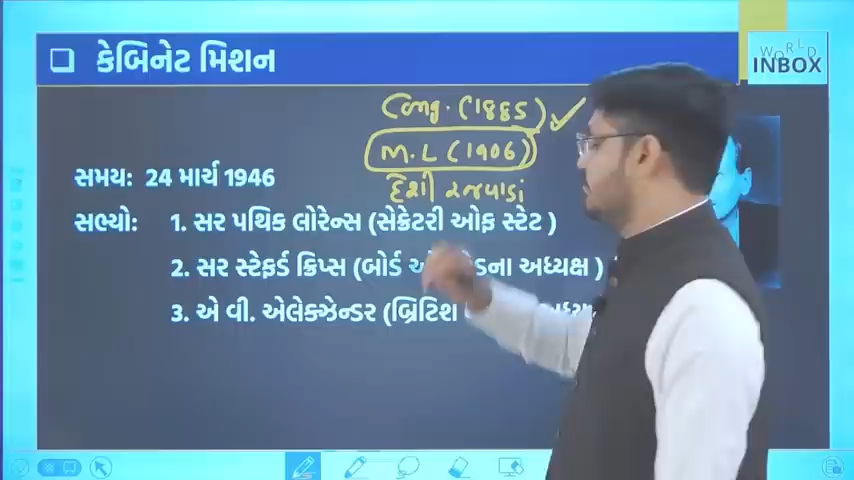 કેબિનેટ મિશન
WORLD
INBOX
Cong. (1885) ✓
M.L (1906)
દેશી રજવાડાં
સમય: 24 માર્ચ 1946
સભ્યો: 1. સર પથિક લોરેન્સ (સેક્રેટરી ઓફ સ્ટેટ )
2. સર સ્ટેફર્ડ ક્રિપ્સ (બોર્ડ ના અધ્યક્ષ )
3. એ વી. એલેક્ઝેન્ડર (બ્રિટિશ